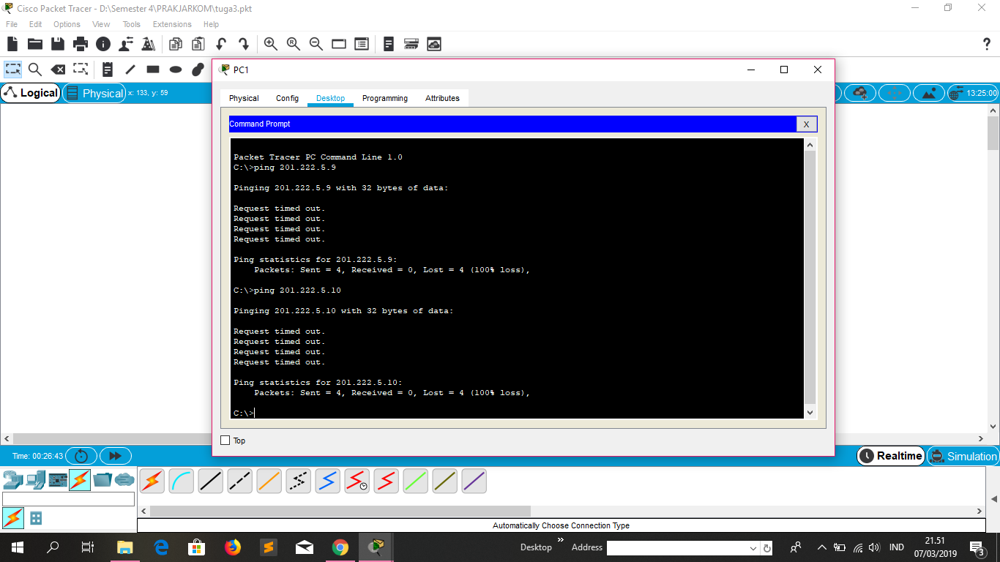 Cisco Packet Tracer - D:\Semester 4\PRAKJARKOM\tuga3.pkt
File Edit Options View Tools Extensions Help
?
PC1
Logical Physical x: 133, y: 59
13:25:00
Physical Config Desktop Programming Attributes
Command Prompt
X
Packet Tracer PC Command Line 1.0
C:\>ping 201.222.5.9
Pinging 201.222.5.9 with 32 bytes of data:
Request timed out.
Request timed out.
Request timed out.
Request timed out.
Ping statistics for 201.222.5.9:
Packets: Sent = 4, Received = 0, Lost = 4 (100% loss),
C:\>ping 201.222.5.10
Pinging 201.222.5.10 with 32 bytes of data:
Request timed out.
Request timed out.
Request timed out.
Request timed out.
Ping statistics for 201.222.5.10:
Packets: Sent = 4, Received = 0, Lost = 4 (100% loss),
C:\>
Top
Time: 00:26:43
Realtime Simulation
Automatically Choose Connection Type
Desktop Address IND 21.51
07/03/2019 3